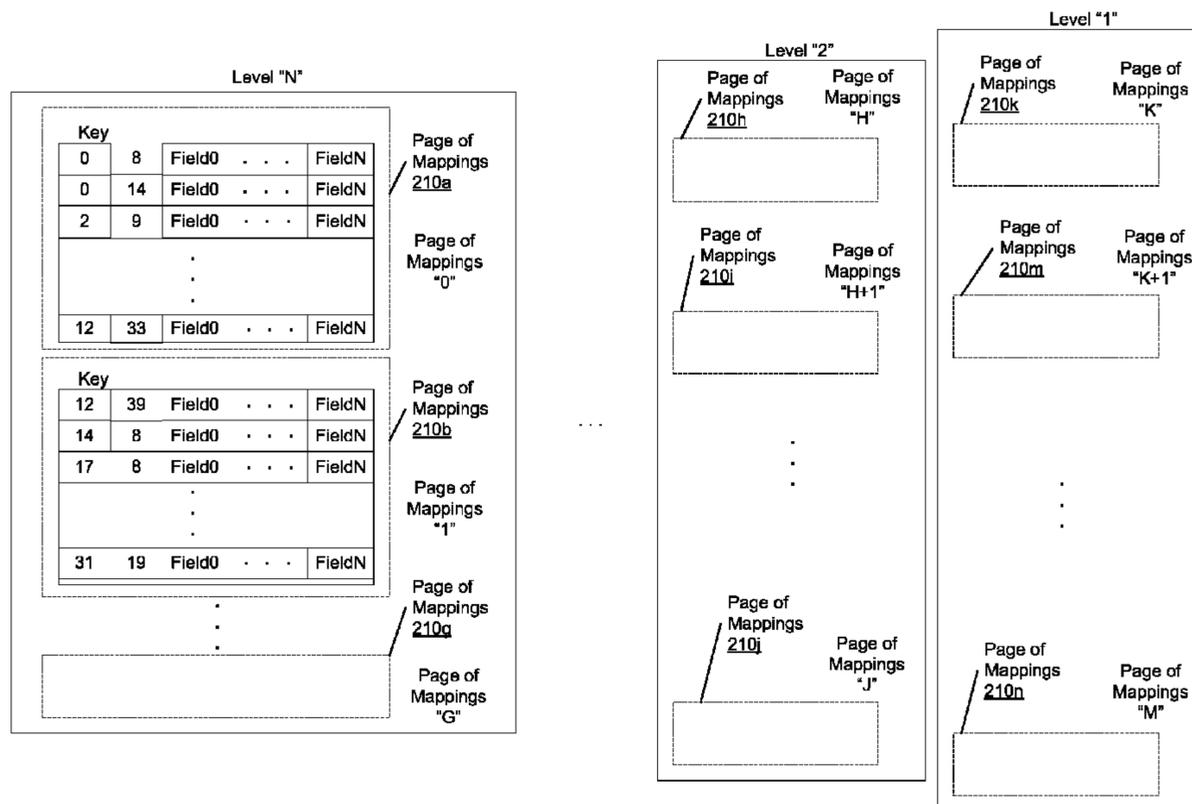 Level "N"
Key
0 8 Field0 . . . FieldN
0 14 Field0 . . . FieldN
2 9 Field0 . . . FieldN
.
.
.
12 33 Field0 . . . FieldN
Page of
Mappings
210a
Page of
Mappings
"0"
Key
12 39 Field0 . . . FieldN
14 8 Field0 . . . FieldN
17 8 Field0 . . . FieldN
.
.
.
31 19 Field0 . . . FieldN
Page of
Mappings
210b
Page of
Mappings
"1"
.
.
.
Page of
Mappings
210g
Page of
Mappings
"G"
. . .
Level "2"
Page of
Mappings
210h
Page of
Mappings
"H"
Page of
Mappings
210i
Page of
Mappings
"H+1"
.
.
.
Page of
Mappings
210j
Page of
Mappings
"J"
Level "1"
Page of
Mappings
210k
Page of
Mappings
"K"
Page of
Mappings
210m
Page of
Mappings
"K+1"
.
.
.
Page of
Mappings
210n
Page of
Mappings
"M"